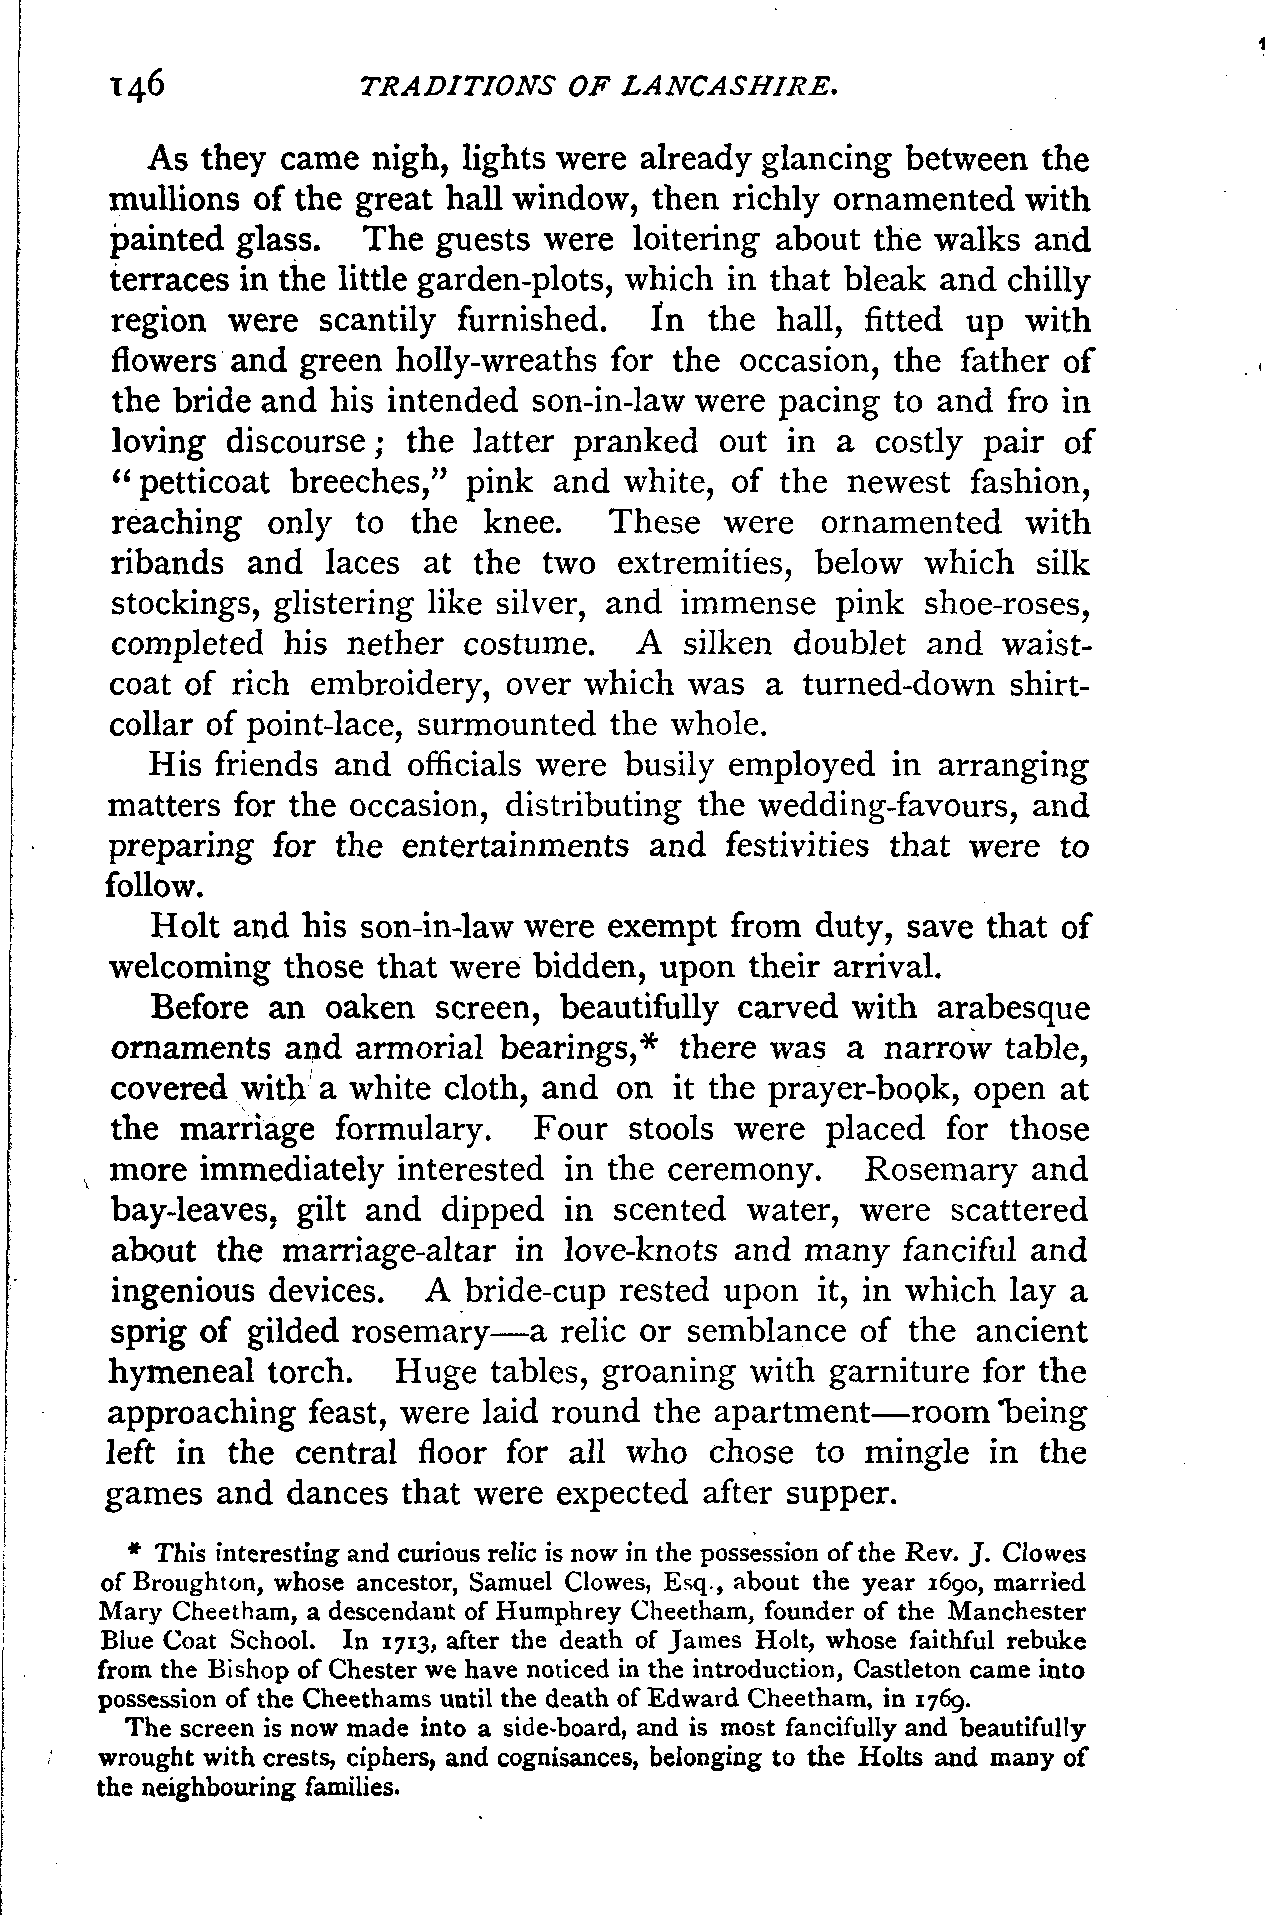 146 TRADITIONS OF LANCASHIRE.
As they came nigh, lights were already glancing between the
mullions of the great hall window, then richly ornamented with
painted glass. The guests were loitering about the walks and
terraces in the little garden-plots, which in that bleak and chilly
region were scantily furnished. In the hall, fitted up with
flowers and green holly-wreaths for the occasion, the father of
the bride and his intended son-in-law were pacing to and fro in
loving discourse; the latter pranked out in a costly pair of
“petticoat breeches,” pink and white, of the newest fashion,
reaching only to the knee. These were ornamented with
ribands and laces at the two extremities, below which silk
stockings, glistering like silver, and immense pink shoe-roses,
completed his nether costume. A silken doublet and waist-
coat of rich embroidery, over which was a turned-down shirt-
collar of point-lace, surmounted the whole.
His friends and officials were busily employed in arranging
matters for the occasion, distributing the wedding-favours, and
preparing for the entertainments and festivities that were to
follow.
Holt and his son-in-law were exempt from duty, save that of
welcoming those that were bidden, upon their arrival.
Before an oaken screen, beautifully carved with arabesque
ornaments and armorial bearings,* there was a narrow table,
covered with a white cloth, and on it the prayer-book, open at
the marriage formulary. Four stools were placed for those
more immediately interested in the ceremony. Rosemary and
bay-leaves, gilt and dipped in scented water, were scattered
about the marriage-altar in love-knots and many fanciful and
ingenious devices. A bride-cup rested upon it, in which lay a
sprig of gilded rosemary—a relic or semblance of the ancient
hymeneal torch. Huge tables, groaning with garniture for the
approaching feast, were laid round the apartment—room being
left in the central floor for all who chose to mingle in the
games and dances that were expected after supper.
* This interesting and curious relic is now in the possession of the Rev. J. Clowes
of Broughton, whose ancestor, Samuel Clowes, Esq., about the year 1690, married
Mary Cheetham, a descendant of Humphrey Cheetham, founder of the Manchester
Blue Coat School. In 1713, after the death of James Holt, whose faithful rebuke
from the Bishop of Chester we have noticed in the introduction, Castleton came into
possession of the Cheethams until the death of Edward Cheetham, in 1769.
The screen is now made into a side-board, and is most fancifully and beautifully
wrought with crests, ciphers, and cognisances, belonging to the Holts and many of
the neighbouring families.